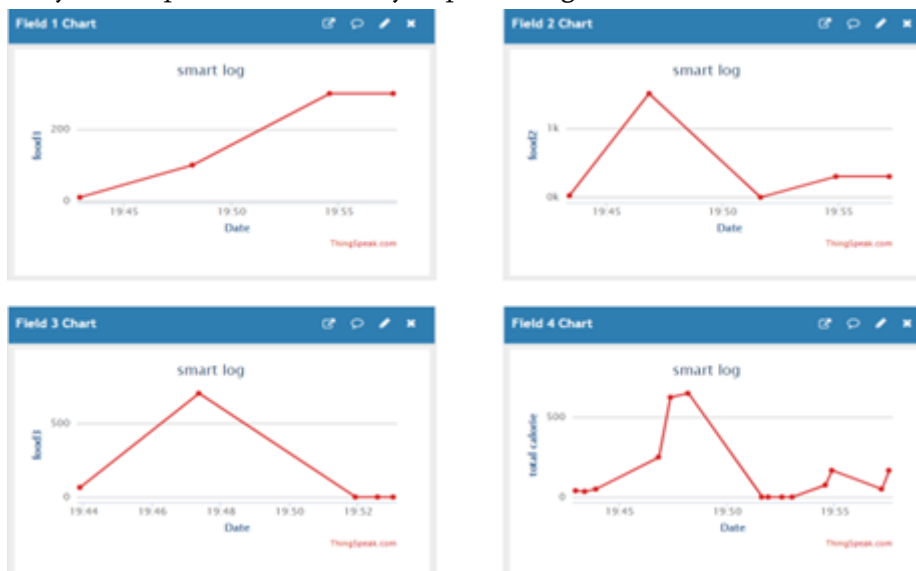 Field 1 Chart
smart log
food1
200
0
19:45 19:50 19:55
Date
ThingSpeak.com
Field 2 Chart
smart log
food2
1k
0k
19:45 19:50 19:55
Date
ThingSpeak.com
Field 3 Chart
smart log
food3
500
0
19:44 19:46 19:48 19:50 19:52
Date
ThingSpeak.com
Field 4 Chart
smart log
total calorie
500
0
19:45 19:50 19:55
Date
ThingSpeak.com